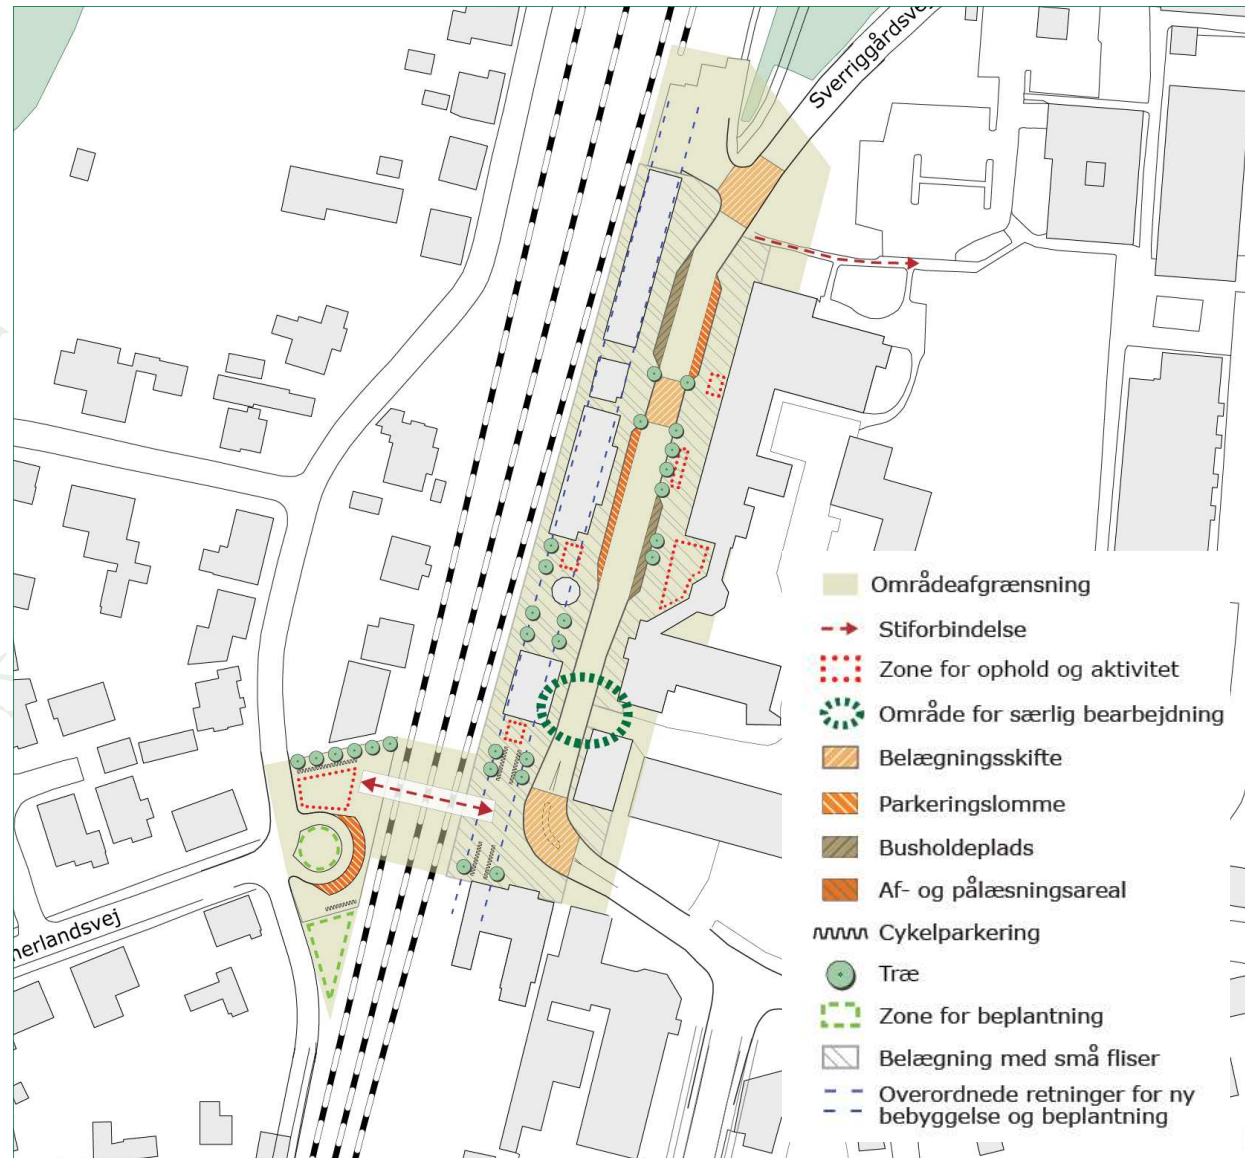 Sverriggårdsvej
Områdeafgrænsning
Stiforbindelse
Zone for ophold og aktivitet
Område for særlig bearbejdning
Belægningsskifte
Parkeringslomme
Busholdeplads
Af- og pålæsningsareal
Cykelparkering
Træ
Zone for beplantning
Belægning med små fliser
Overordnede retninger for ny
bebyggelse og beplantning
nerlandsvej